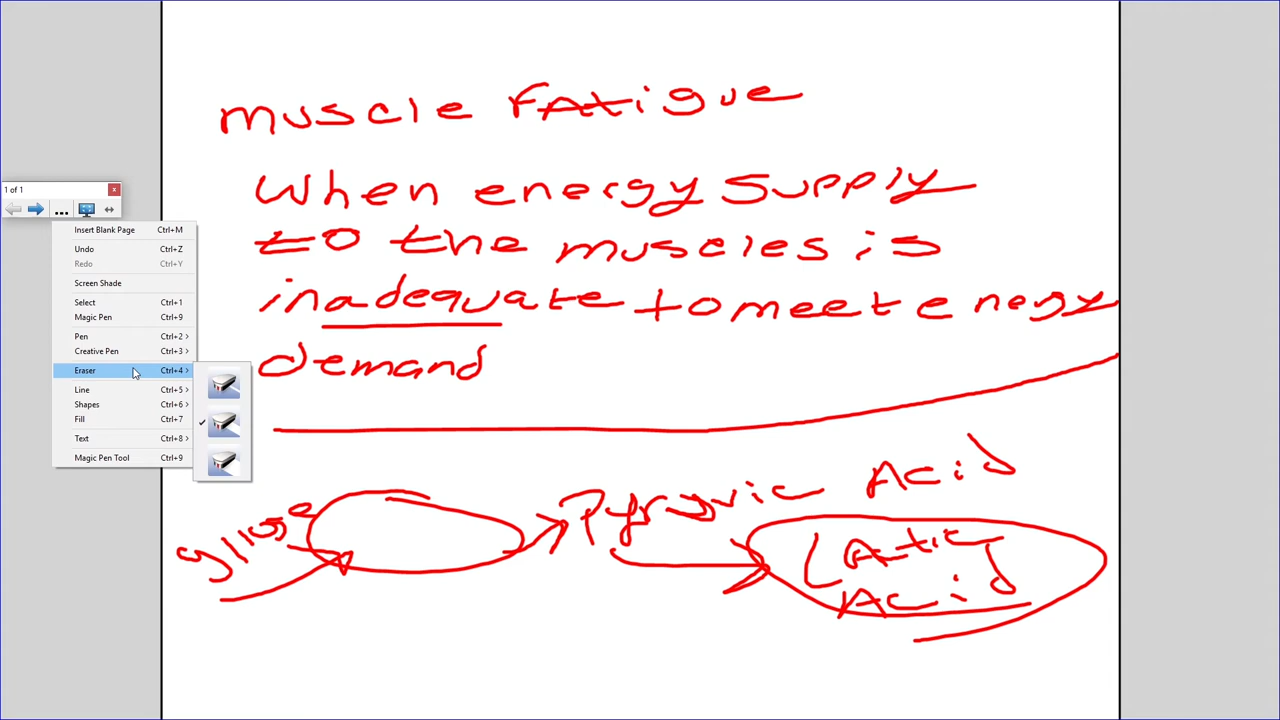 muscle fatigue
When energy supply
to the muscles is
inadequate to meet energy
demand
Pyruvic Acid
Lactic
Acid
1 of 1
Insert Blank Page Ctrl+M
Undo Ctrl+Z
Redo Ctrl+Y
Screen Shade
Select Ctrl+1
Magic Pen Ctrl+9
Pen Ctrl+2
Creative Pen Ctrl+3
Eraser Ctrl+4
Line Ctrl+5
Shapes Ctrl+6
Fill Ctrl+7
Text Ctrl+8
Magic Pen Tool Ctrl+9